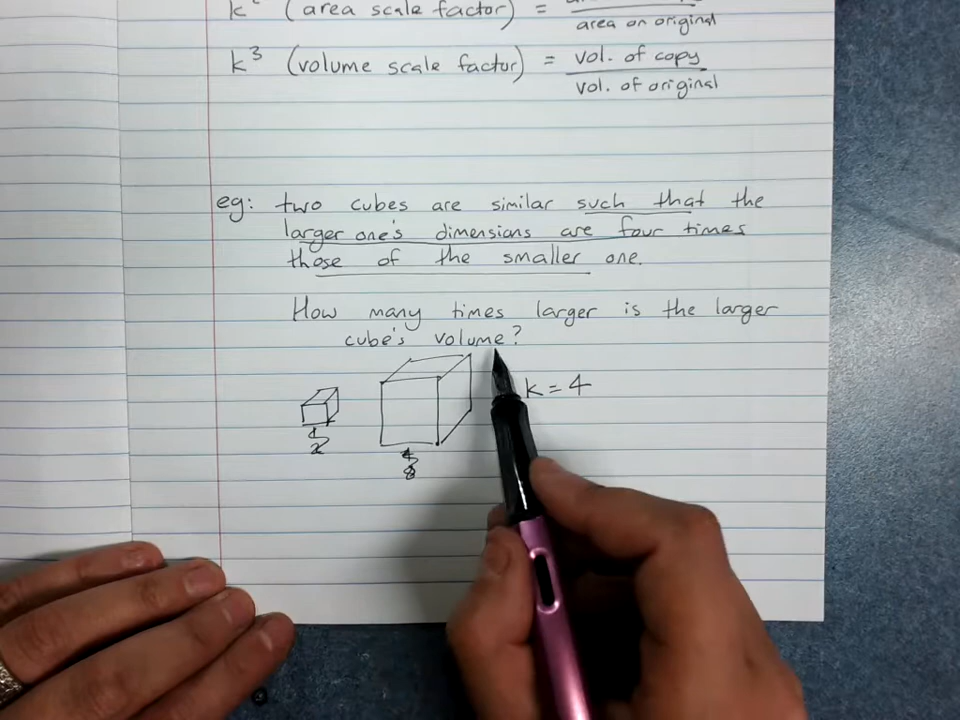 k² (area scale factor) =
area on original
k³ (volume scale factor) = vol. of copy
vol. of original
eg: two cubes are similar such that the
larger one's dimensions are four times
those of the smaller one.
How many times larger is the larger
cube's volume?
k = 4